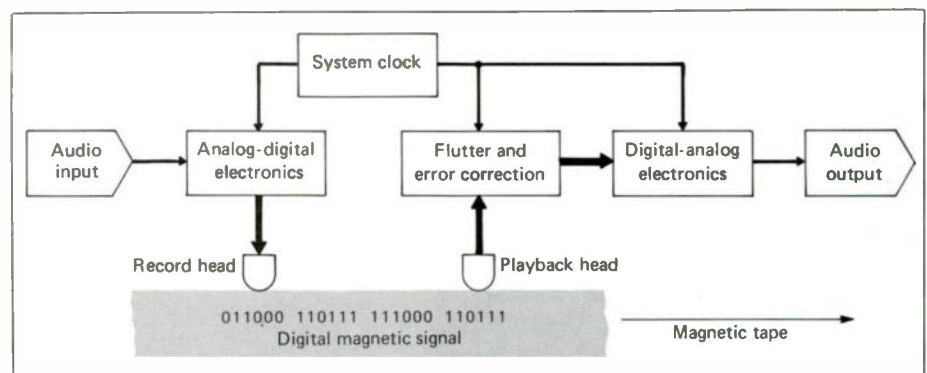 System clock
Audio
input
Analog-digital
electronics
Flutter and
error correction
Digital-analog
electronics
Audio
output
Record head
Playback head
011000 110111 111000 110111
Digital magnetic signal
Magnetic tape